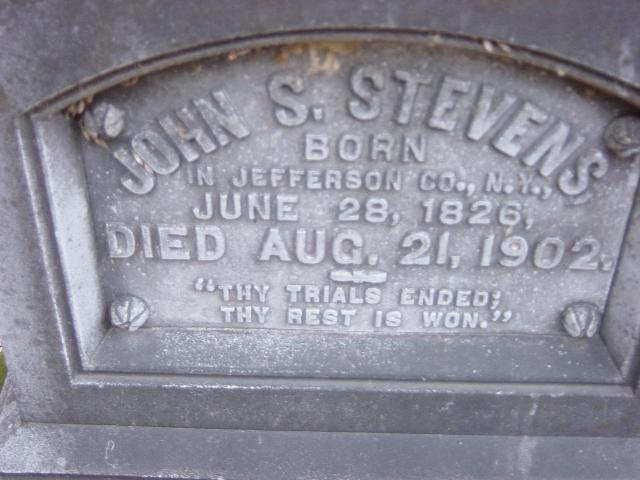 JOHN S. STEVENS
BORN
IN JEFFERSON CO., N.Y.,
JUNE 28, 1826,
DIED AUG. 21, 1902.
"THY TRIALS ENDED;
THY REST IS WON."